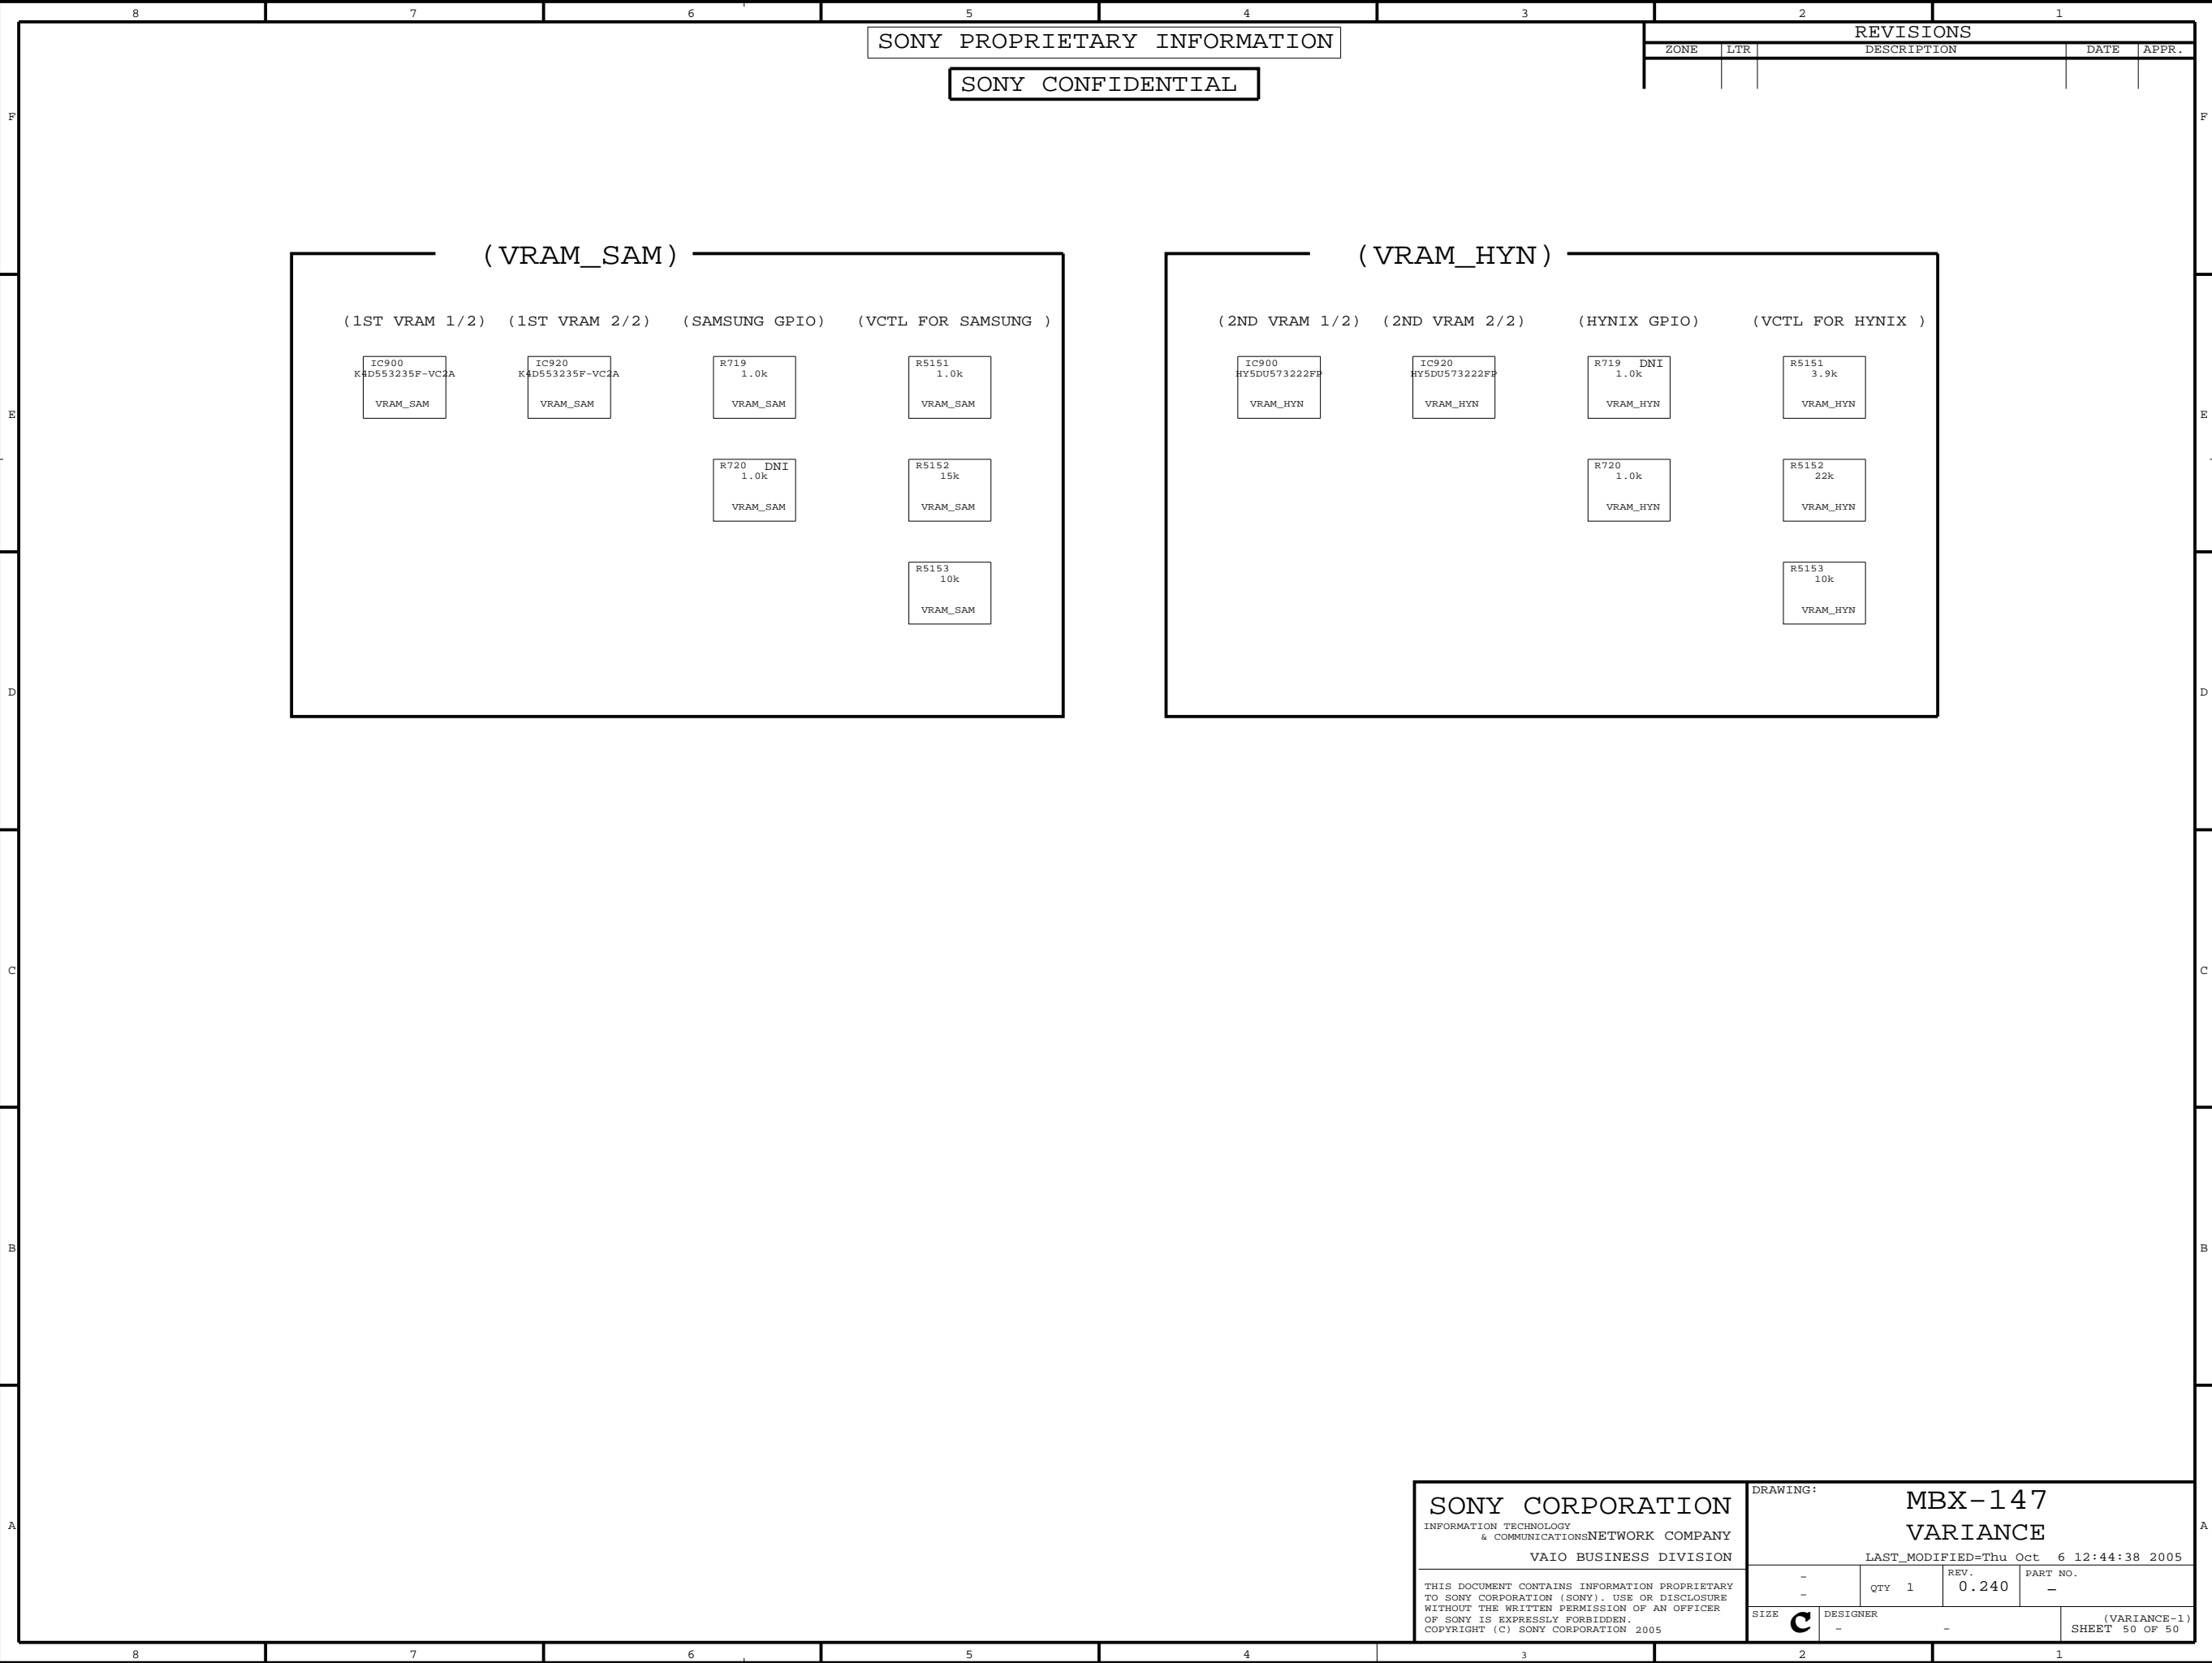 8 7 6 5 4 3 2 1
SONY PROPRIETARY INFORMATION
SONY CONFIDENTIAL
REVISIONS
ZONE LTR DESCRIPTION DATE APPR.
F F
(VRAM_SAM) (VRAM_HYN)
(1ST VRAM 1/2) (1ST VRAM 2/2) (SAMSUNG GPIO) (VCTL FOR SAMSUNG ) (2ND VRAM 1/2) (2ND VRAM 2/2) (HYNIX GPIO) (VCTL FOR HYNIX )
IC900 IC920 R719 R5151 IC900 IC920 R719 DNI R5151
K4D553235F-VC2A K4D553235F-VC2A 1.0k 1.0k HY5DU573222FP HY5DU573222FP 1.0k 3.9k
VRAM_SAM VRAM_SAM VRAM_SAM VRAM_SAM VRAM_HYN VRAM_HYN VRAM_HYN VRAM_HYN
E E
R720 DNI R5152 R720 R5152
1.0k 15k 1.0k 22k
VRAM_SAM VRAM_SAM VRAM_HYN VRAM_HYN
R5153 R5153
10k 10k
VRAM_SAM VRAM_HYN
D D
C C
B B
A A
SONY CORPORATION
INFORMATION TECHNOLOGY
& COMMUNICATIONS NETWORK COMPANY
VAIO BUSINESS DIVISION
THIS DOCUMENT CONTAINS INFORMATION PROPRIETARY
TO SONY CORPORATION (SONY). USE OR DISCLOSURE
WITHOUT THE WRITTEN PERMISSION OF AN OFFICER
OF SONY IS EXPRESSLY FORBIDDEN.
COPYRIGHT (C) SONY CORPORATION 2005
DRAWING:
MBX-147
VARIANCE
LAST_MODIFIED=Thu Oct 6 12:44:38 2005
- QTY 1 REV. 0.240 PART NO. -
-
SIZE C DESIGNER - - (VARIANCE-1)
SHEET 50 OF 50
8 7 6 5 4 3 2 1